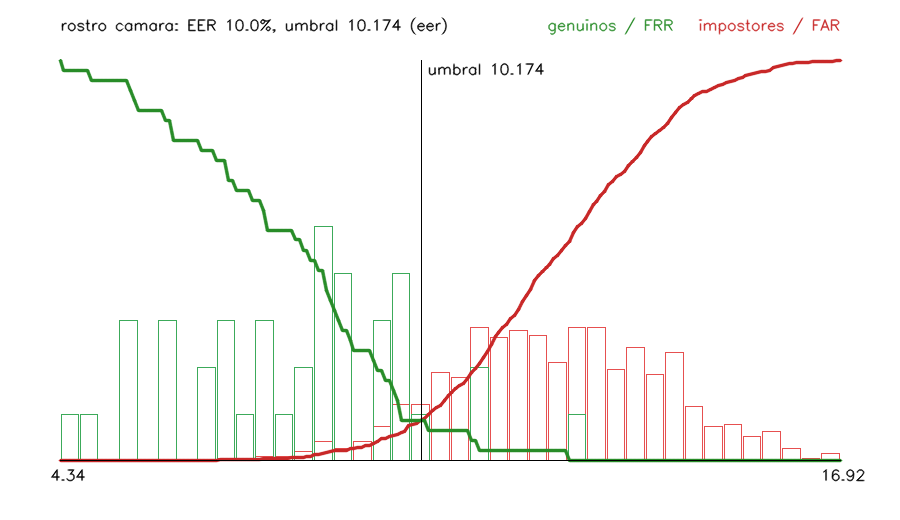 rostro camara: EER 10.0%, umbral 10.174 (eer)
genuinos / FRR
impostores / FAR
umbral 10.174
4.34
16.92